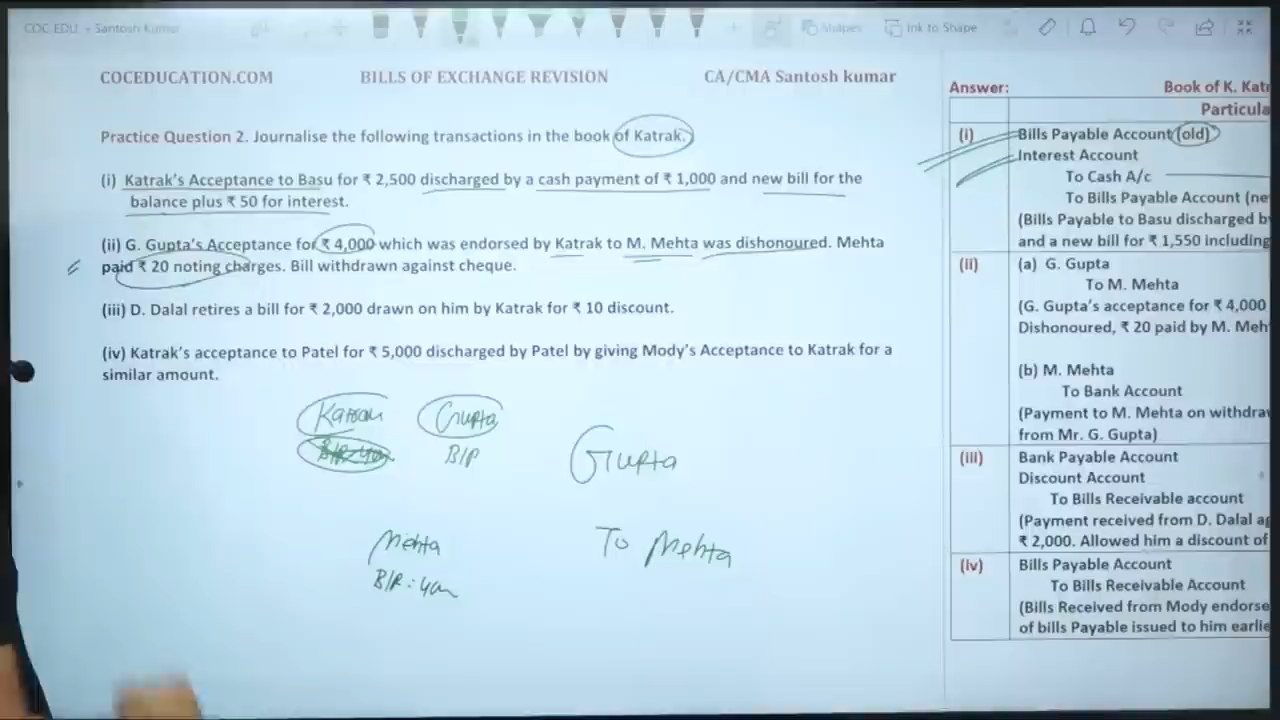 COC EDU - Santosh Kumar
Shapes
Ink to Shape
COCEDUCATION.COM BILLS OF EXCHANGE REVISION CA/CMA Santosh kumar
Practice Question 2. Journalise the following transactions in the book of Katrak.
(i) Katrak's Acceptance to Basu for ₹ 2,500 discharged by a cash payment of ₹ 1,000 and new bill for the
balance plus ₹ 50 for interest.
(ii) G. Gupta's Acceptance for ₹ 4,000 which was endorsed by Katrak to M. Mehta was dishonoured. Mehta
paid ₹ 20 noting charges. Bill withdrawn against cheque.
(iii) D. Dalal retires a bill for ₹ 2,000 drawn on him by Katrak for ₹ 10 discount.
(iv) Katrak's acceptance to Patel for ₹ 5,000 discharged by Patel by giving Mody's Acceptance to Katrak for a
similar amount.
Gupta
B/P
Gupta
Mehta
B/R:
To Mehta
Answer: Book of K. Katr
Particula
(i) Bills Payable Account (old)
Interest Account
To Cash A/c
To Bills Payable Account (ne
(Bills Payable to Basu discharged b
and a new bill for ₹ 1,550 including
(ii) (a) G. Gupta
To M. Mehta
(G. Gupta's acceptance for ₹ 4,000
Dishonoured, ₹ 20 paid by M. Meh
(b) M. Mehta
To Bank Account
(Payment to M. Mehta on withdra
from Mr. G. Gupta)
(iii) Bank Payable Account
Discount Account
To Bills Receivable account
(Payment received from D. Dalal a
₹ 2,000. Allowed him a discount of
(iv) Bills Payable Account
To Bills Receivable Account
(Bills Received from Mody endorse
of bills Payable issued to him earlie